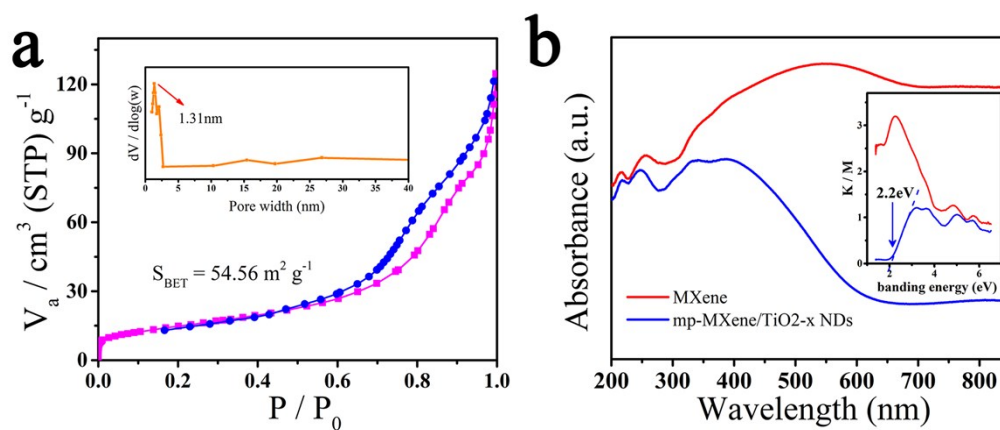 a
V_a / cm³ (STP) g⁻¹
120
90
60
30
0
0.0 0.2 0.4 0.6 0.8 1.0
P / P₀
S_BET = 54.56 m² g⁻¹
dV / dlog(w)
1.31nm
0 5 10 15 20 25 30 35 40
Pore width (nm)
b
Absorbance (a.u.)
200 300 400 500 600 700 800
Wavelength (nm)
MXene
mp-MXene/TiO2-x NDs
K / M
3
2
1
0
2.2eV
2 4 6
banding energy (eV)